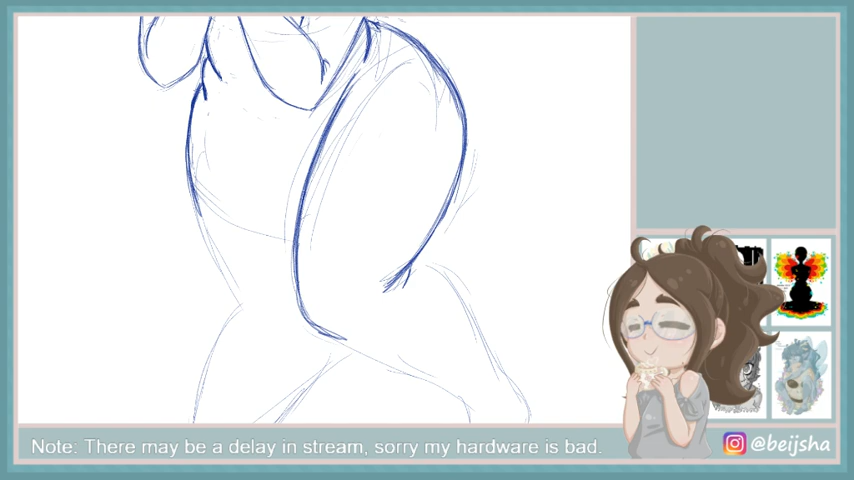 Note: There may be a delay in stream, sorry my hardware is bad.
@beijsha